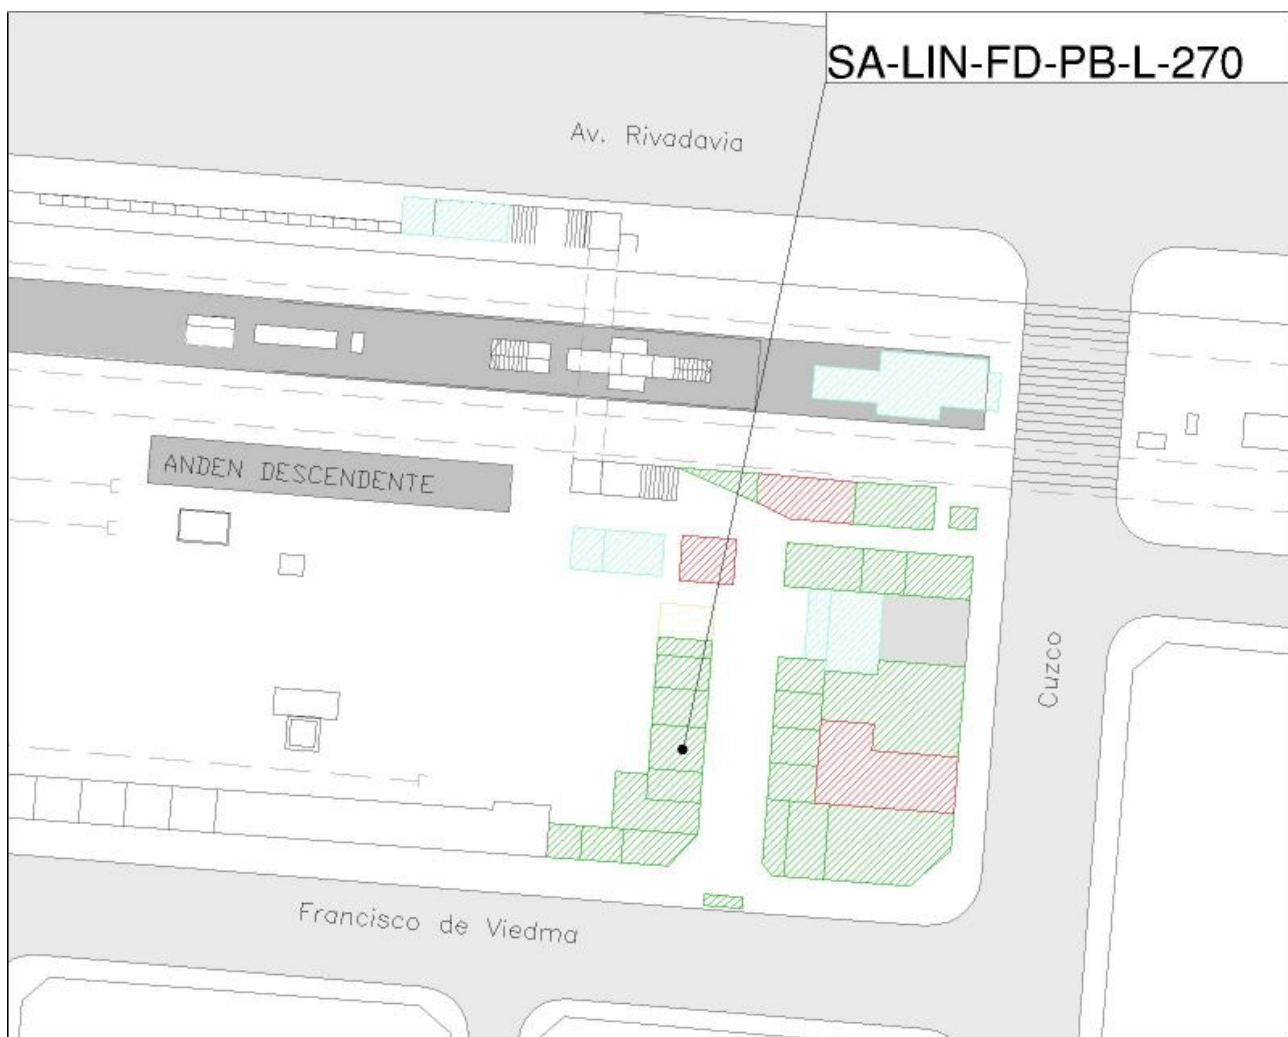 SA-LIN-FD-PB-L-270
Av. Rivadavia
ANDEN DESCENDENTE
Cuzco
Francisco de Viedma